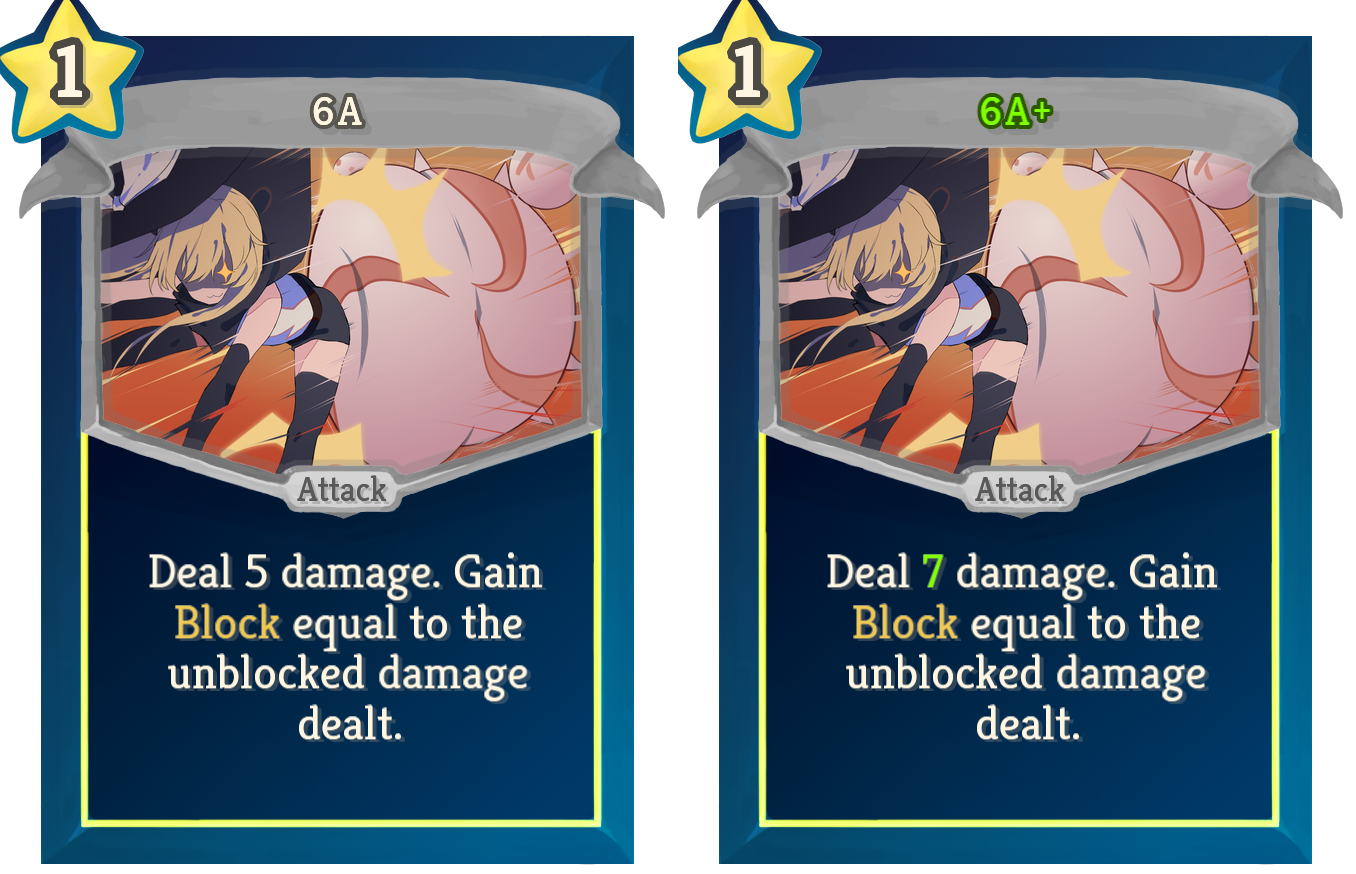 1
6A
Attack
Deal 5 damage. Gain
Block equal to the
unblocked damage
dealt.
1
6A+
Attack
Deal 7 damage. Gain
Block equal to the
unblocked damage
dealt.